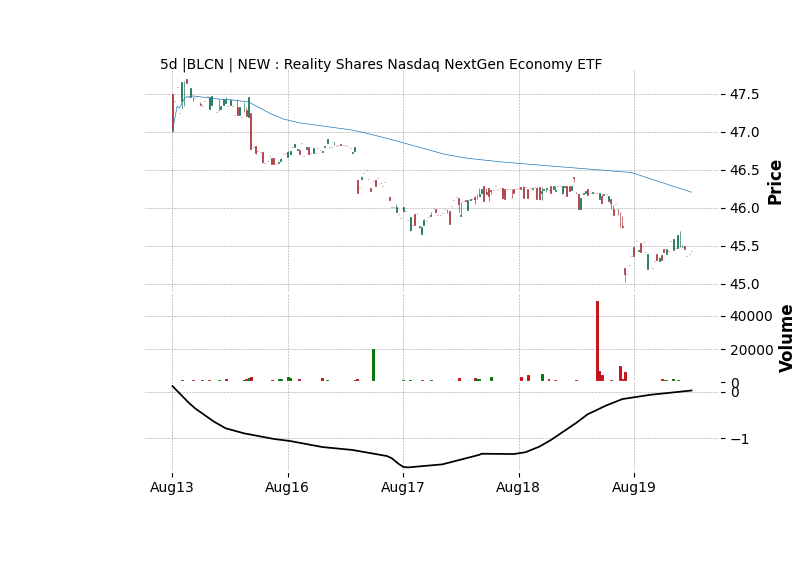 5d |BLCN | NEW : Reality Shares Nasdaq NextGen Economy ETF
47.5
47.0
46.5
46.0
45.5
45.0
Price
40000
20000
0
Volume
0
−1
Aug13 Aug16 Aug17 Aug18 Aug19